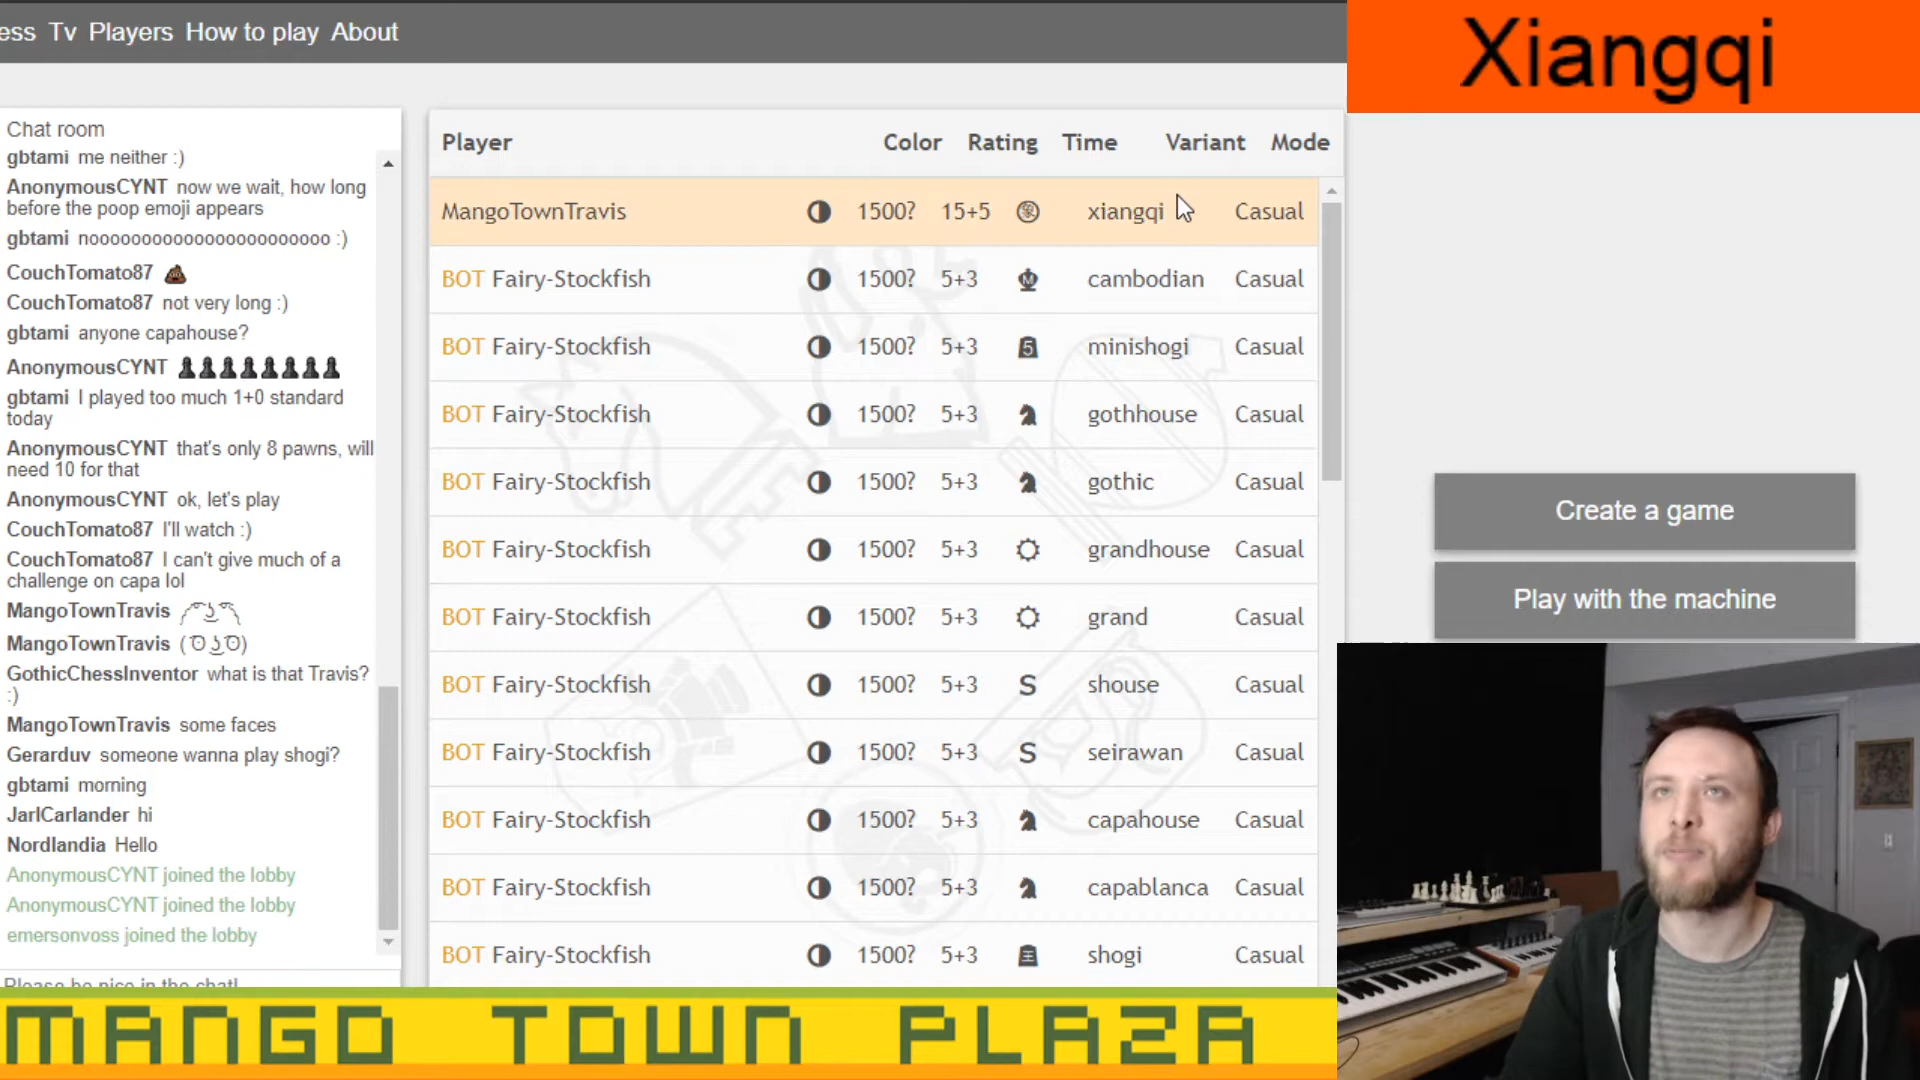 ess Tv Players How to play About
Xiangqi
Chat room
gbtami me neither :)
AnonymousCYNT now we wait, how long
before the poop emoji appears
gbtami nooooooooooooooooooooooo :)
CouchTomato87 💩
CouchTomato87 not very long :)
gbtami anyone capahouse?
AnonymousCYNT ♟♟♟♟♟♟♟♟
gbtami I played too much 1+0 standard
today
AnonymousCYNT that's only 8 pawns, will
need 10 for that
AnonymousCYNT ok, let's play
CouchTomato87 I'll watch :)
CouchTomato87 I can't give much of a
challenge on capa lol
MangoTownTravis
MangoTownTravis
GothicChessInventor what is that Travis?
:)
MangoTownTravis some faces
Gerarduv someone wanna play shogi?
gbtami morning
JarlCarlander hi
Nordlandia Hello
AnonymousCYNT joined the lobby
AnonymousCYNT joined the lobby
emersonvoss joined the lobby
Please be nice in the chat!
Player Color Rating Time Variant Mode
MangoTownTravis 1500? 15+5 xiangqi Casual
BOT Fairy-Stockfish 1500? 5+3 cambodian Casual
BOT Fairy-Stockfish 1500? 5+3 minishogi Casual
BOT Fairy-Stockfish 1500? 5+3 gothhouse Casual
BOT Fairy-Stockfish 1500? 5+3 gothic Casual
BOT Fairy-Stockfish 1500? 5+3 grandhouse Casual
BOT Fairy-Stockfish 1500? 5+3 grand Casual
BOT Fairy-Stockfish 1500? 5+3 S shouse Casual
BOT Fairy-Stockfish 1500? 5+3 S seirawan Casual
BOT Fairy-Stockfish 1500? 5+3 capahouse Casual
BOT Fairy-Stockfish 1500? 5+3 capablanca Casual
BOT Fairy-Stockfish 1500? 5+3 shogi Casual
Create a game
Play with the machine
MANGO TOWN PLAZA